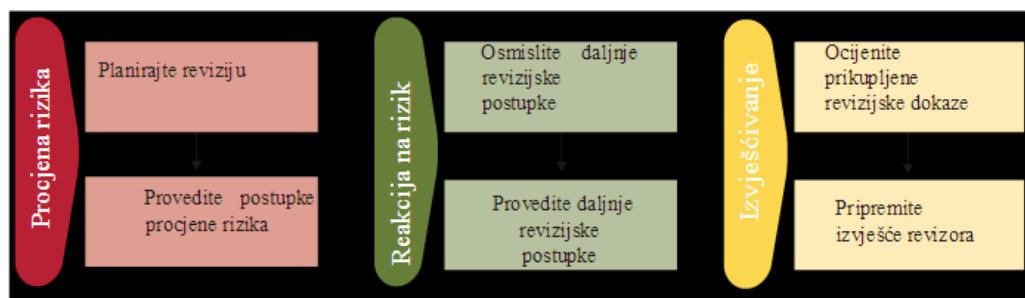 Procjena rizika
Planirajte reviziju
Provedite postupke
procjene rizika
Reakcija na rizik
Osmislite daljnje
revizijske
postupke
Provedite daljnje
revizijske
postupke
Izvješćivanje
Ocijenite
prikupljene
revizijske dokaze
Pripremite
izvješće revizora